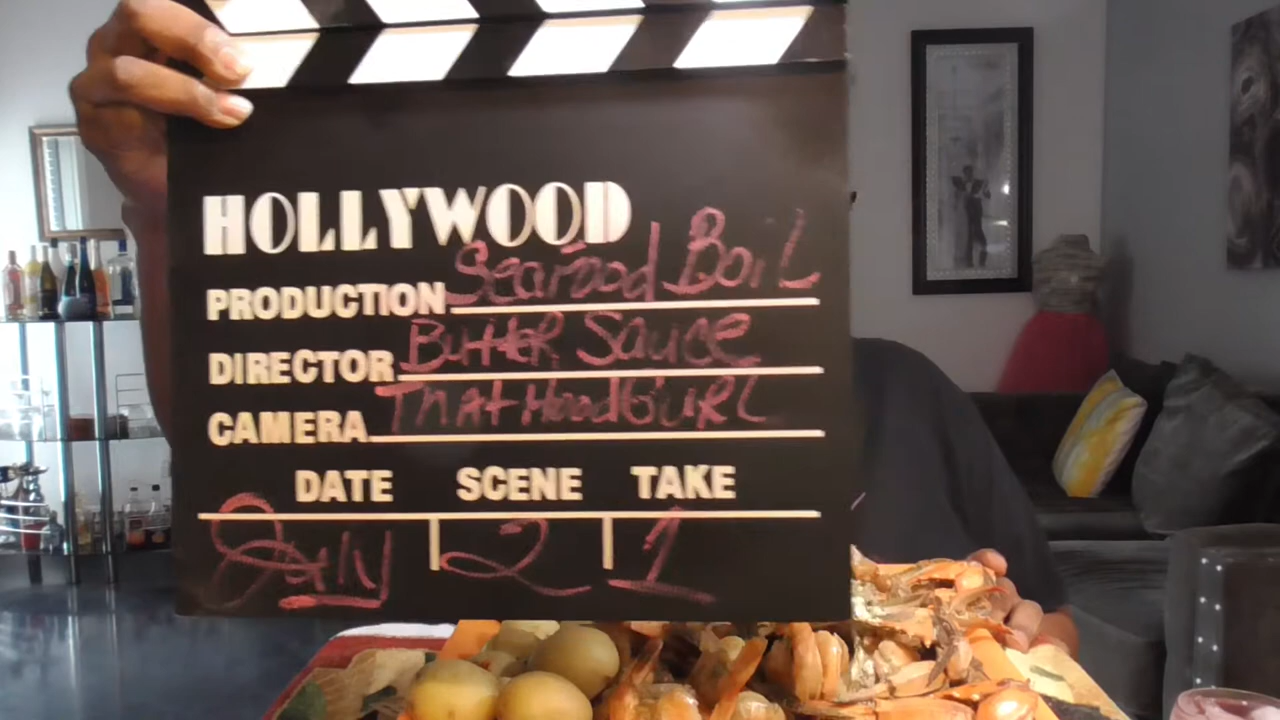 HOLLYWOOD
PRODUCTION Seafood BoiL
DIRECTOR ButteR Sauce
CAMERA ThAt HoodGURL
DATE SCENE TAKE
July 2 1